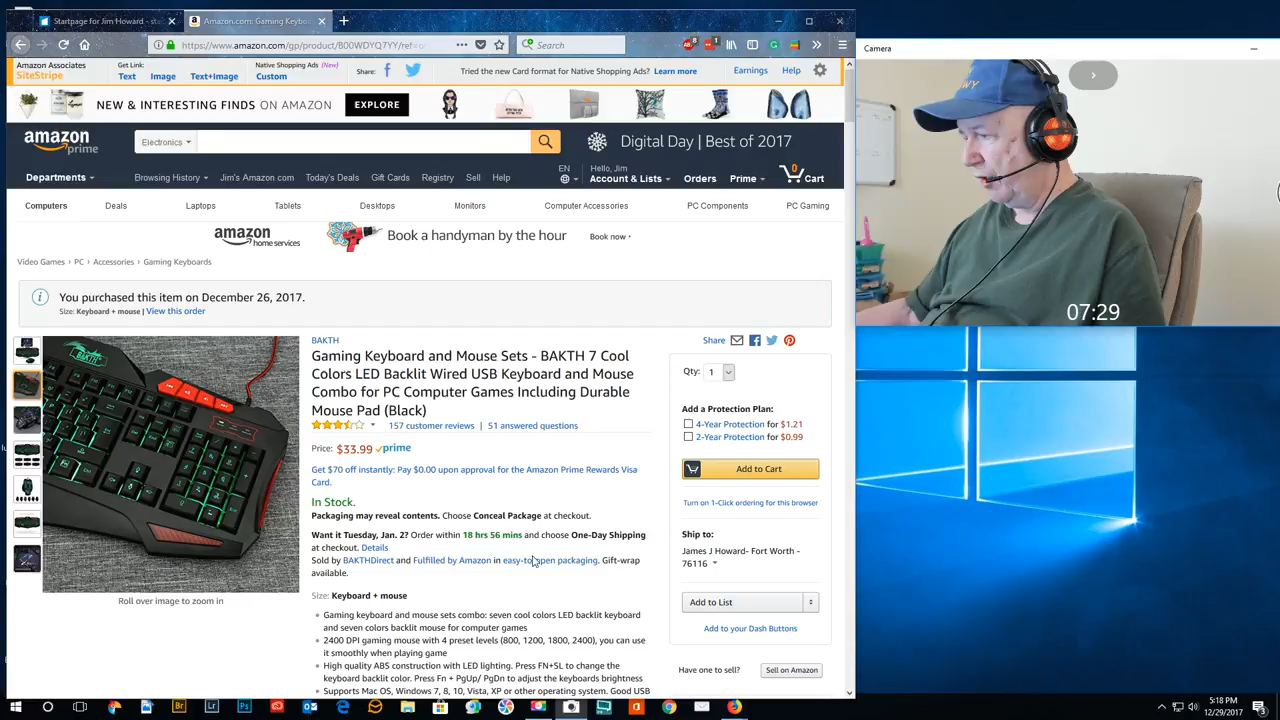 Startpage for Jim Howard - sta
Amazon.com: Gaming Keybo
https://www.amazon.com/gp/product/B00WDYQ7YY/ref=o
Search
Camera
Amazon Associates
SiteStripe
Get Link:
Text
Image
Text+Image
Native Shopping Ads (New)
Custom
Share:
Tried the new Card format for Native Shopping Ads? Learn more
Earnings
Help
NEW & INTERESTING FINDS ON AMAZON
EXPLORE
amazon
prime
Electronics
Digital Day | Best of 2017
Departments
Browsing History
Jim's Amazon.com
Today's Deals
Gift Cards
Registry
Sell
Help
EN
Hello, Jim
Account & Lists
Orders
Prime
0
Cart
Computers
Deals
Laptops
Tablets
Desktops
Monitors
Computer Accessories
PC Components
PC Gaming
amazon
home services
Book a handyman by the hour
Book now ›
Video Games › PC › Accessories › Gaming Keyboards
You purchased this item on December 26, 2017.
Size: Keyboard + mouse | View this order
07:29
BAKTH
BAKTH
Gaming Keyboard and Mouse Sets - BAKTH 7 Cool
Colors LED Backlit Wired USB Keyboard and Mouse
Combo for PC Computer Games Including Durable
Mouse Pad (Black)
157 customer reviews | 51 answered questions
Price: $33.99 prime
Get $70 off instantly: Pay $0.00 upon approval for the Amazon Prime Rewards Visa
Card.
In Stock.
Packaging may reveal contents. Choose Conceal Package at checkout.
Want it Tuesday, Jan. 2? Order within 18 hrs 56 mins and choose One-Day Shipping
at checkout. Details
Sold by BAKTHDirect and Fulfilled by Amazon in easy-to-open packaging. Gift-wrap
available.
Roll over image to zoom in
Size: Keyboard + mouse
Gaming keyboard and mouse sets combo: seven cool colors LED backlit keyboard
and seven colors backlit mouse for computer games
2400 DPI gaming mouse with 4 preset levels (800, 1200, 1800, 2400), you can use
it smoothly when playing game
High quality ABS construction with LED lighting. Press FN+SL to change the
keyboard backlit color. Press Fn + PgUp/ PgDn to adjust the keyboards brightness
Supports Mac OS, Windows 7, 8, 10, Vista, XP or other operating system. Good USB
Share
Qty: 1
Add a Protection Plan:
4-Year Protection for $1.21
2-Year Protection for $0.99
Add to Cart
Turn on 1-Click ordering for this browser
Ship to:
James J Howard- Fort Worth -
76116
Add to List
Add to your Dash Buttons
Have one to sell?
Sell on Amazon
Br
Lr
Ps
5:18 PM
12/29/2017